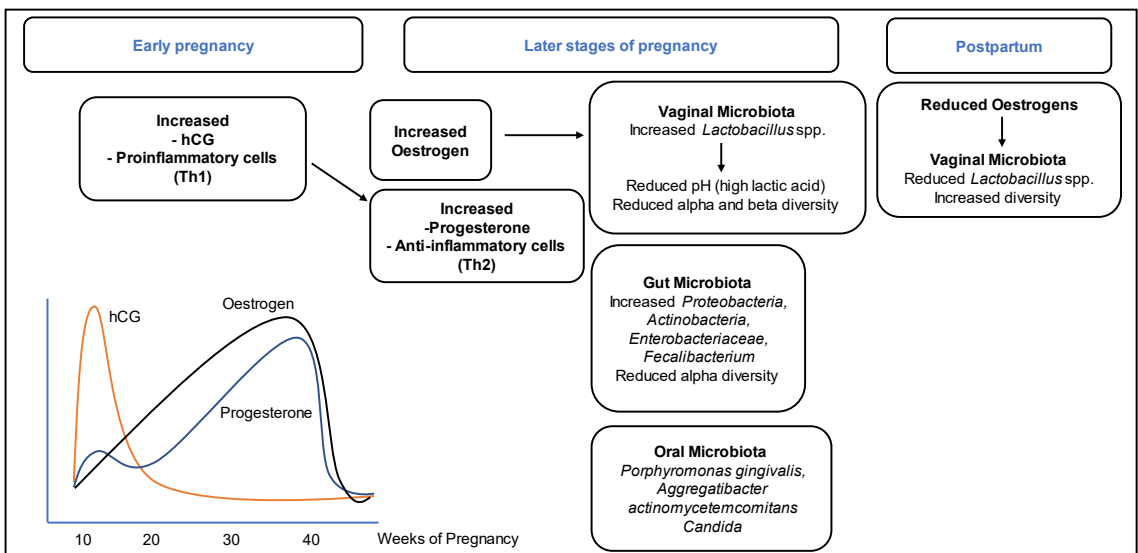 Early pregnancy
Later stages of pregnancy
Postpartum
Increased
- hCG
- Proinflammatory cells
(Th1)
Increased
Oestrogen
Increased
-Progesterone
- Anti-inflammatory cells
(Th2)
Vaginal Microbiota
Increased Lactobacillus spp.
Reduced pH (high lactic acid)
Reduced alpha and beta diversity
Reduced Oestrogens
Vaginal Microbiota
Reduced Lactobacillus spp.
Increased diversity
Gut Microbiota
Increased Proteobacteria,
Actinobacteria,
Enterobacteriaceae,
Fecalibacterium
Reduced alpha diversity
Oral Microbiota
Porphyromonas gingivalis,
Aggregatibacter
actinomycetemcomitans
Candida
hCG
Oestrogen
Progesterone
10 20 30 40 Weeks of Pregnancy